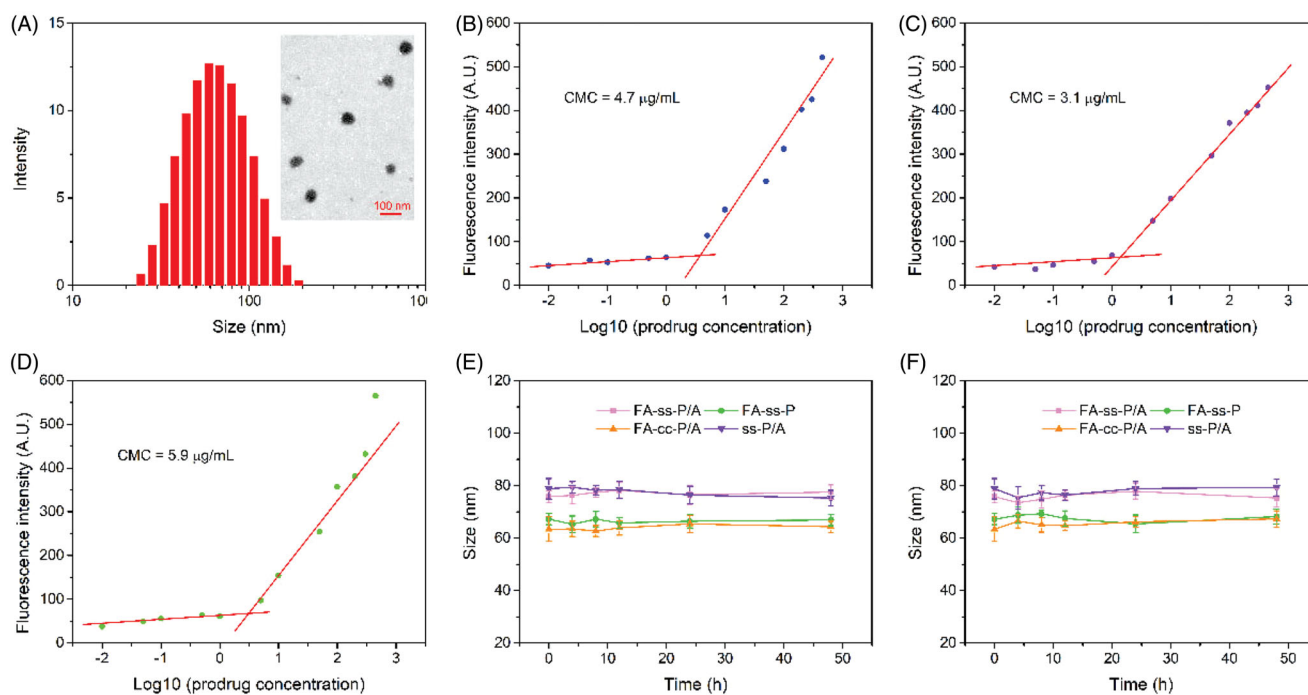 (A)
15
10
5
0
Intensity
10
100
100
Size (nm)
100 nm
(B)
600
500
400
300
200
100
0
Fluorescence intensity (A.U.)
CMC = 4.7 μg/mL
-2 -1 0 1 2 3
Log10 (prodrug concentration)
(C)
600
500
400
300
200
100
0
Fluorescence intensity (A.U.)
CMC = 3.1 μg/mL
-2 -1 0 1 2 3
Log10 (prodrug concentration)
(D)
600
500
400
300
200
100
0
Fluorescence intensity (A.U.)
CMC = 5.9 μg/mL
-2 -1 0 1 2 3
Log10 (prodrug concentration)
(E)
120
100
80
60
40
20
Size (nm)
FA-ss-P/A FA-ss-P
FA-cc-P/A ss-P/A
0 10 20 30 40 50
Time (h)
(F)
120
100
80
60
40
20
Size (nm)
FA-ss-P/A FA-ss-P
FA-cc-P/A ss-P/A
0 10 20 30 40 50
Time (h)